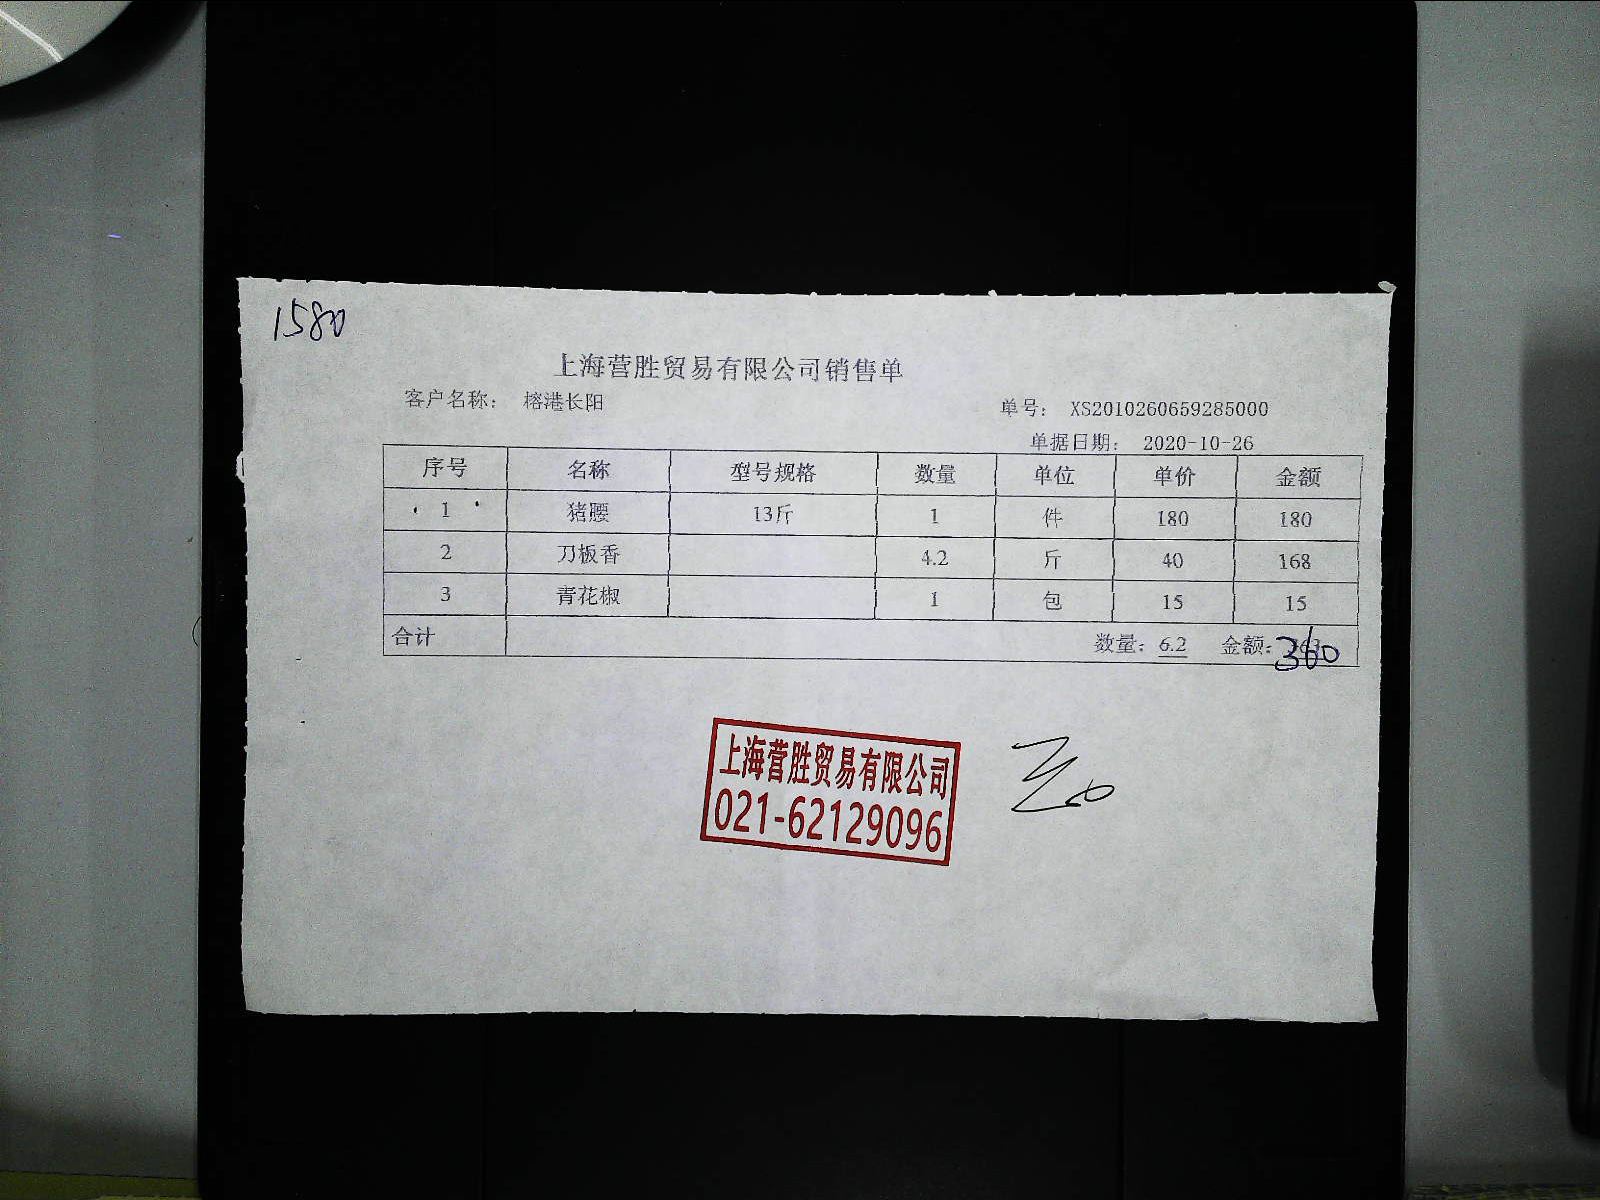 1580
上海营胜贸易有限公司销售单
客户名称： 榕港长阳 单号： XS2010260659285000
单据日期： 2020-10-26
序号 名称 型号规格 数量 单位 单价 金额
1 猪腰 13斤 1 件 180 180
2 刀板香 4.2 斤 40 168
3 青花椒 1 包 15 15
合计 数量：6.2 金额：360
上海营胜贸易有限公司
021-62129096